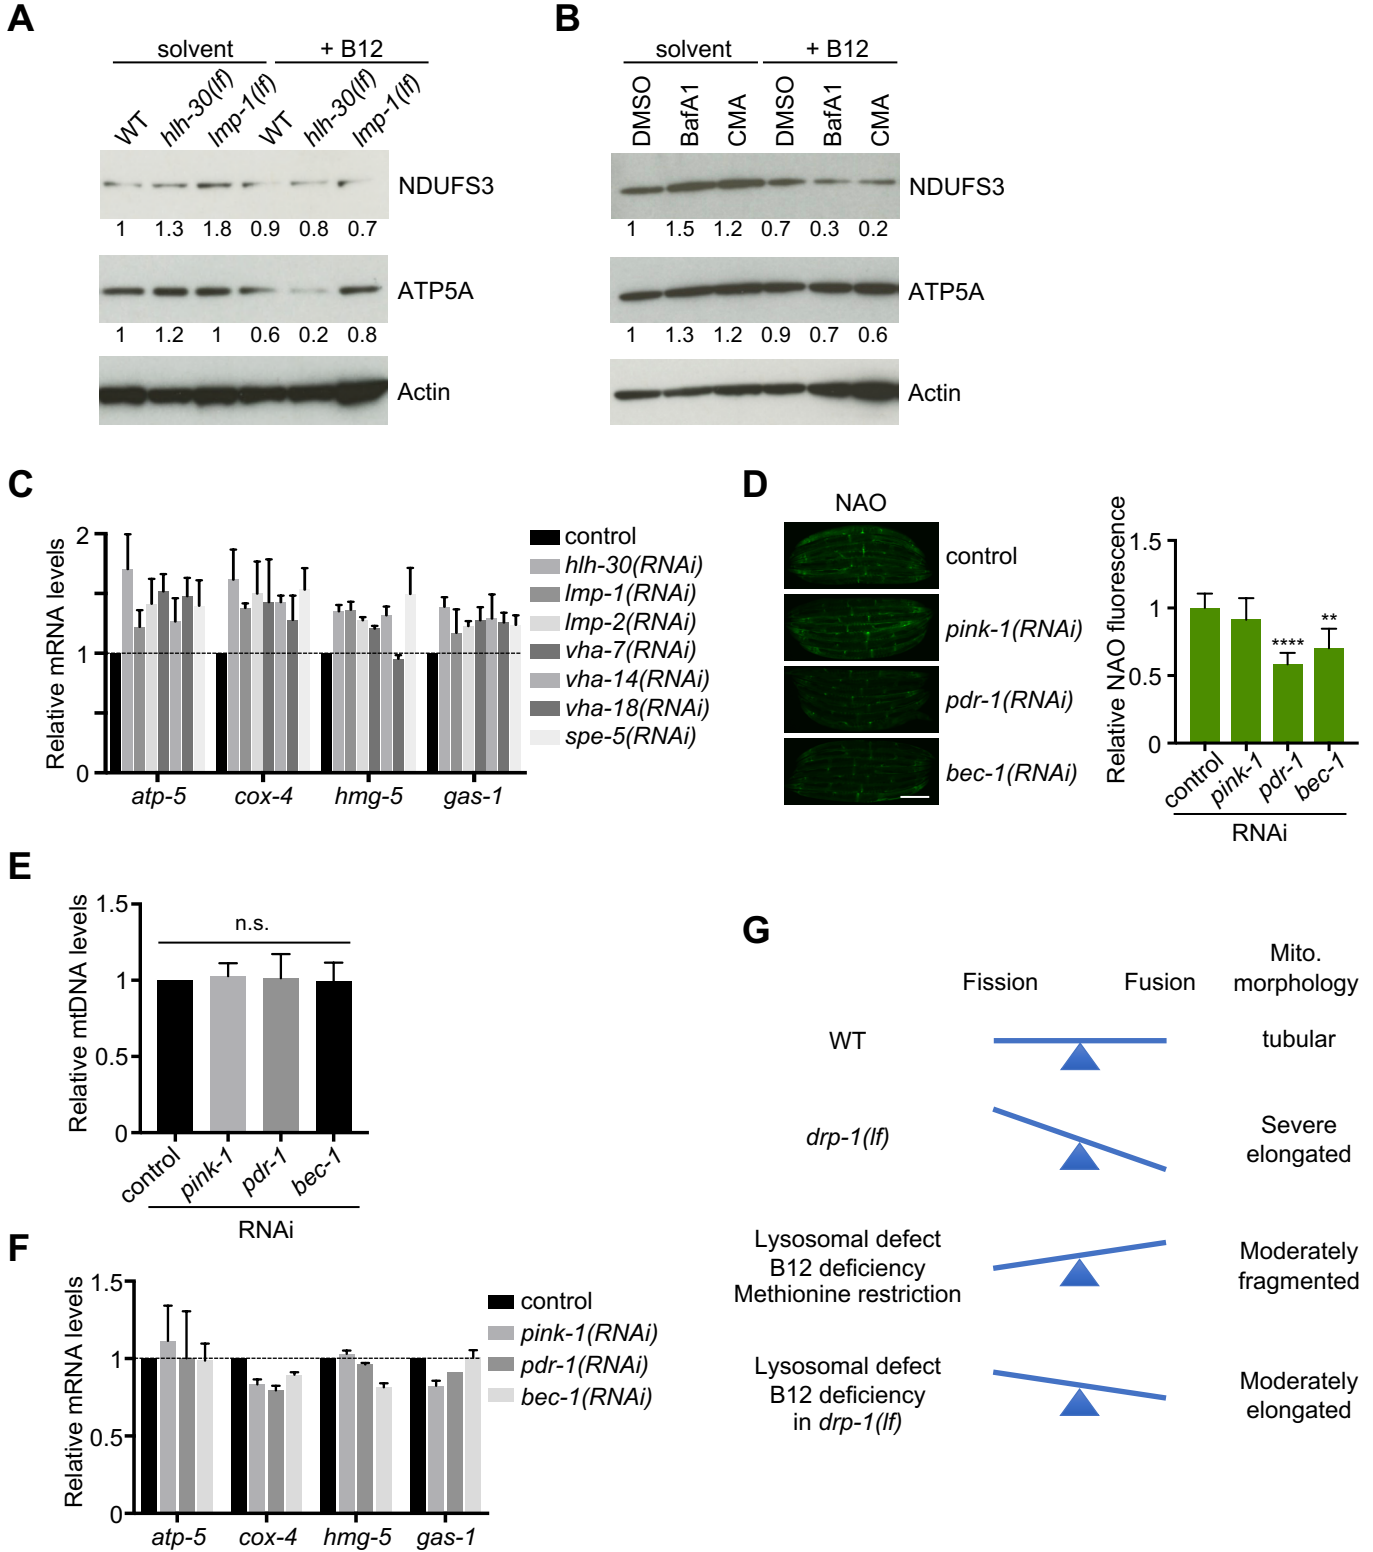 A
solvent
+ B12
WT
hlh-30(lf)
lmp-1(lf)
WT
hlh-30(lf)
lmp-1(lf)
NDUFS3
1 1.3 1.8 0.9 0.8 0.7
ATP5A
1 1.2 1 0.6 0.2 0.8
Actin
B
solvent
+ B12
DMSO
BafA1
CMA
DMSO
BafA1
CMA
NDUFS3
1 1.5 1.2 0.7 0.3 0.2
ATP5A
1 1.3 1.2 0.9 0.7 0.6
Actin
C
Relative mRNA levels
2
1
0
atp-5
cox-4
hmg-5
gas-1
control
hlh-30(RNAi)
lmp-1(RNAi)
lmp-2(RNAi)
vha-7(RNAi)
vha-14(RNAi)
vha-18(RNAi)
spe-5(RNAi)
D
NAO
control
pink-1(RNAi)
pdr-1(RNAi)
bec-1(RNAi)
Relative NAO fluorescence
1.5
1
0.5
0
****
**
control
pink-1
pdr-1
bec-1
RNAi
E
Relative mtDNA levels
1.5
1
0.5
0
n.s.
control
pink-1
pdr-1
bec-1
RNAi
F
Relative mRNA levels
1.5
1
0.5
0
atp-5
cox-4
hmg-5
gas-1
control
pink-1(RNAi)
pdr-1(RNAi)
bec-1(RNAi)
G
Fission
Fusion
Mito.
morphology
WT
tubular
drp-1(lf)
Severe
elongated
Lysosomal defect
B12 deficiency
Methionine restriction
Moderately
fragmented
Lysosomal defect
B12 deficiency
in drp-1(lf)
Moderately
elongated